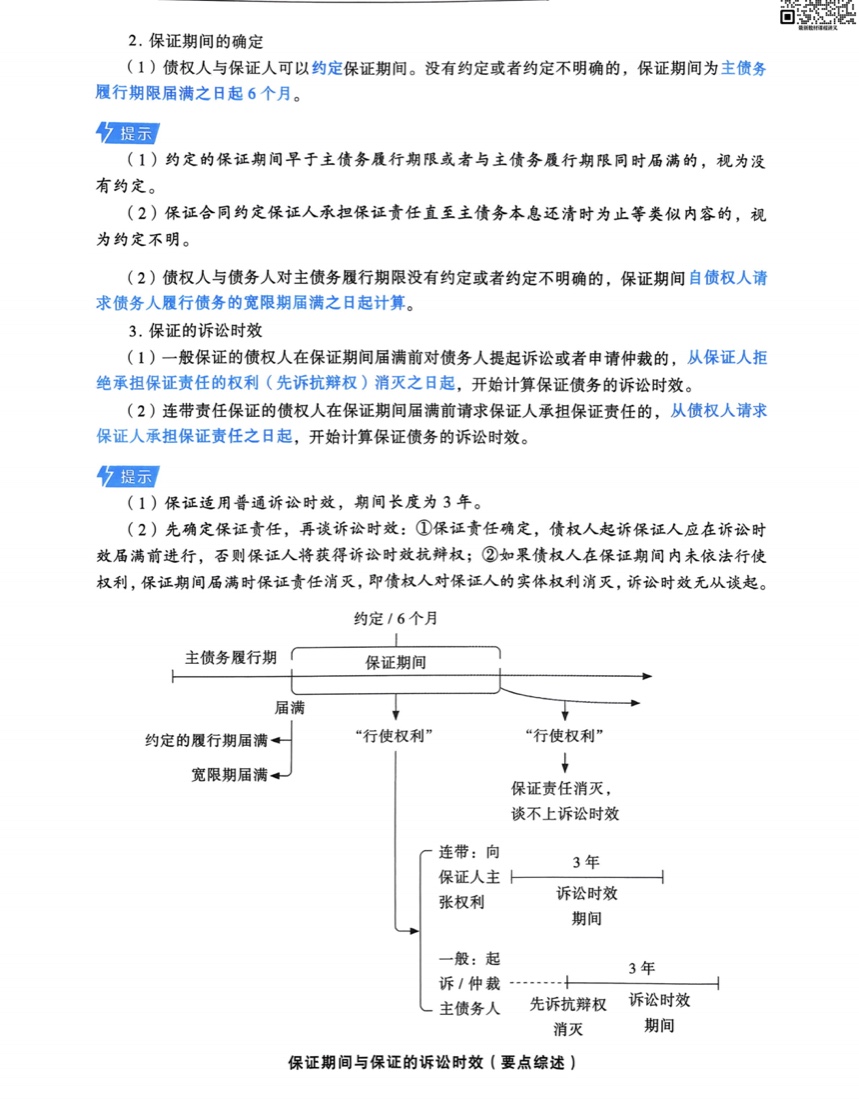 2. 保证期间的确定
（1）债权人与保证人可以约定保证期间。没有约定或者约定不明确的，保证期间为主债务
履行期限届满之日起 6 个月。
提示
（1）约定的保证期间早于主债务履行期限或者与主债务履行期限同时届满的，视为没
有约定。
（2）保证合同约定保证人承担保证责任直至主债务本息还清时为止等类似内容的，视
为约定不明。
（2）债权人与债务人对主债务履行期限没有约定或者约定不明确的，保证期间自债权人请
求债务人履行债务的宽限期届满之日起计算。
3. 保证的诉讼时效
（1）一般保证的债权人在保证期间届满前对债务人提起诉讼或者申请仲裁的，从保证人拒
绝承担保证责任的权利（先诉抗辩权）消灭之日起，开始计算保证债务的诉讼时效。
（2）连带责任保证的债权人在保证期间届满前请求保证人承担保证责任的，从债权人请求
保证人承担保证责任之日起，开始计算保证债务的诉讼时效。
提示
（1）保证适用普通诉讼时效，期间长度为 3 年。
（2）先确定保证责任，再谈诉讼时效：①保证责任确定，债权人起诉保证人应在诉讼时
效届满前进行，否则保证人将获得诉讼时效抗辩权；②如果债权人在保证期间内未依法行使
权利，保证期间届满时保证责任消灭，即债权人对保证人的实体权利消灭，诉讼时效无从谈起。
约定 / 6 个月
主债务履行期
保证期间
届满
约定的履行期届满
宽限期届满
“行使权利”
“行使权利”
保证责任消灭，
谈不上诉讼时效
连带：向
保证人主
张权利
3 年
诉讼时效
期间
一般：起
诉 / 仲裁
主债务人
先诉抗辩权
消灭
3 年
诉讼时效
期间
保证期间与保证的诉讼时效（要点综述）